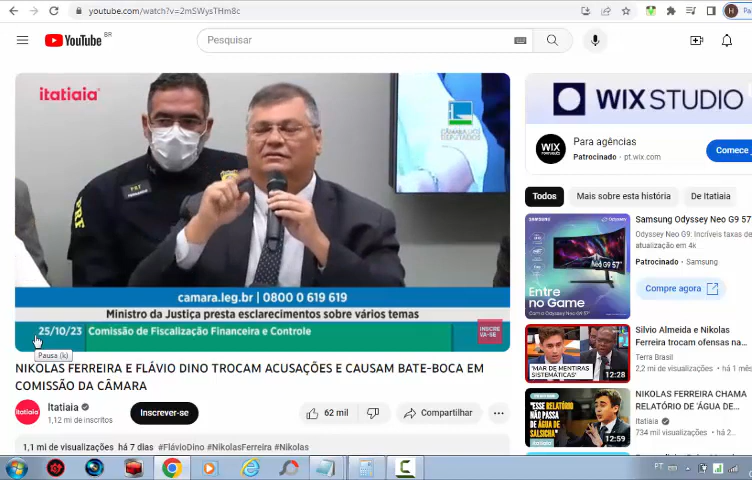 youtube.com/watch?v=2mSWysTHm8c
YouTube BR
Pesquisar
itatiaia
CÂMARA DOS DEPUTADOS
PRF
camara.leg.br | 0800 0 619 619
Ministro da Justiça presta esclarecimentos sobre vários temas
25/10/23 Comissão de Fiscalização Financeira e Controle
INSCREVA-SE
Pausa (k)
NIKOLAS FERREIRA E FLÁVIO DINO TROCAM ACUSAÇÕES E CAUSAM BATE-BOCA EM
COMISSÃO DA CÂMARA
itatiaia
Itatiaia
1,12 mi de inscritos
Inscrever-se
62 mil
Compartilhar
1,1 mi de visualizações há 7 dias #FlávioDino #NikolasFerreira #Nikolas
WIX STUDIO
WIX
Para agências
Patrocinado · pt.wix.com
Comece
Todos
Mais sobre esta história
De Itatiaia
SAMSUNG
Odyssey Neo G9 57"
Entre
no Game
Samsung Odyssey Neo G9 57"
Odyssey Neo G9: Incríveis taxas de
atualização em 4k
Patrocinado · Samsung
Compre agora
'MAR DE MENTIRAS
SISTEMÁTICAS'
12:28
Silvio Almeida e Nikolas
Ferreira trocam ofensas na...
Terra Brasil
2,2 mi de visualizações · há 1 mês
"ESSE
RELATÓRIO
NÃO PASSA
DE ÁGUA DE
SALSICHA"
12:59
NIKOLAS FERREIRA CHAMA
RELATÓRIO DE 'ÁGUA DE...
Itatiaia
734 mil visualizações · há 2...
PT